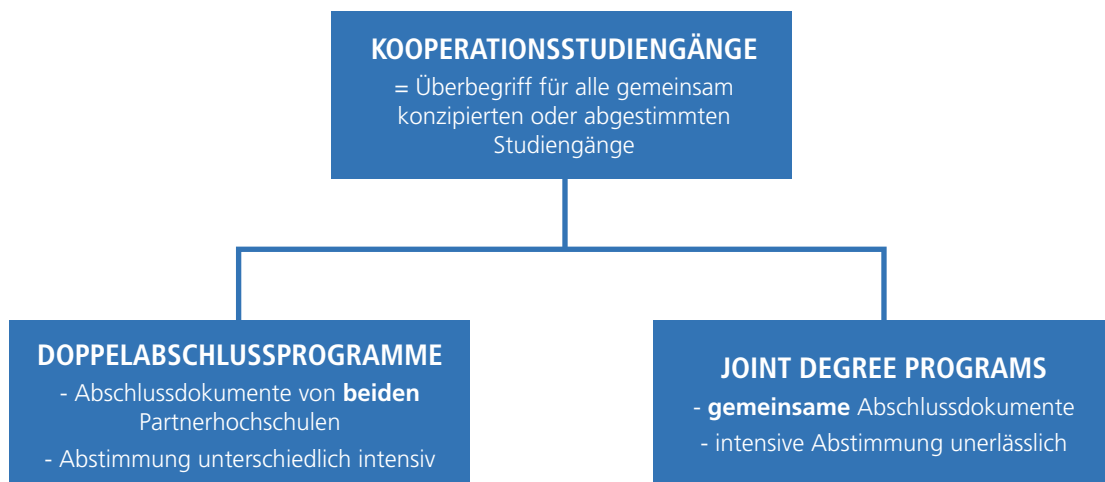 KOOPERATIONSSTUDIENGÄNGE
= Überbegriff für alle gemeinsam
konzipierten oder abgestimmten
Studiengänge
DOPPELABSCHLUSSPROGRAMME
- Abschlussdokumente von beiden
Partnerhochschulen
- Abstimmung unterschiedlich intensiv
JOINT DEGREE PROGRAMS
- gemeinsame Abschlussdokumente
- intensive Abstimmung unerlässlich